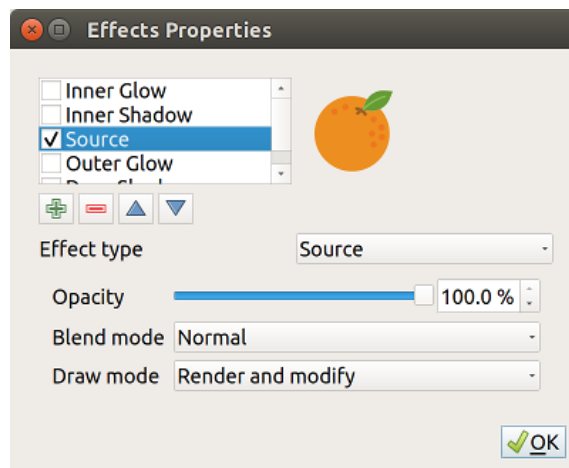 Effects Properties
Inner Glow
Inner Shadow
Source
Outer Glow
Effect type Source
Opacity 100.0 %
Blend mode Normal
Draw mode Render and modify
OK